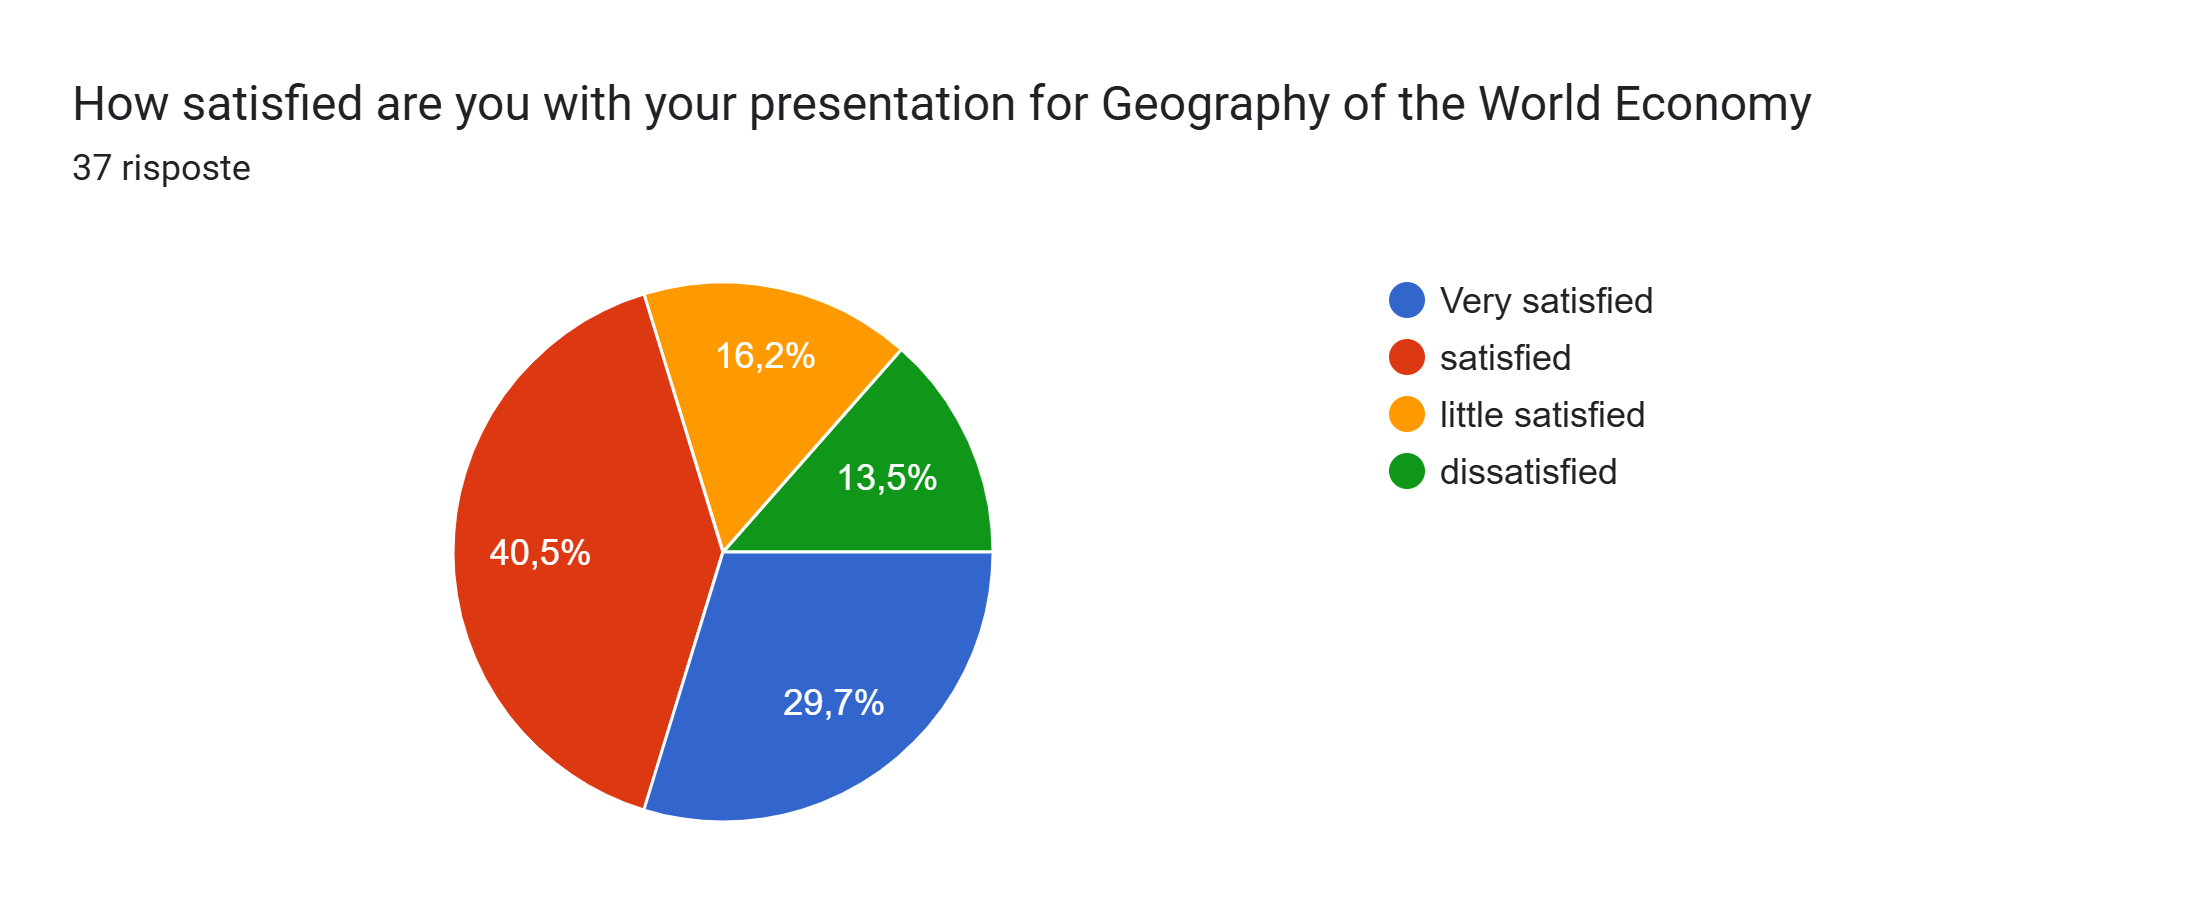 How satisfied are you with your presentation for Geography of the World Economy
37 risposte
16,2%
13,5%
40,5%
29,7%
Very satisfied
satisfied
little satisfied
dissatisfied